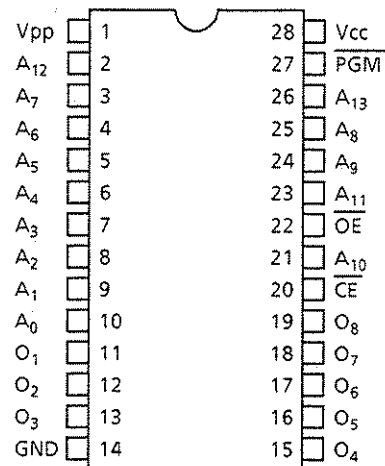 Vpp 1 28 Vcc
A12 2 27 PGM
A7 3 26 A13
A6 4 25 A8
A5 5 24 A9
A4 6 23 A11
A3 7 22 OE
A2 8 21 A10
A1 9 20 CE
A0 10 19 O8
O1 11 18 O7
O2 12 17 O6
O3 13 16 O5
GND 14 15 O4